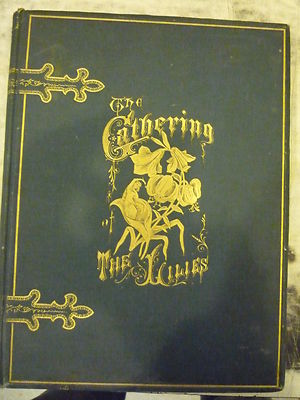 The
Gathering
of
THE LILIES